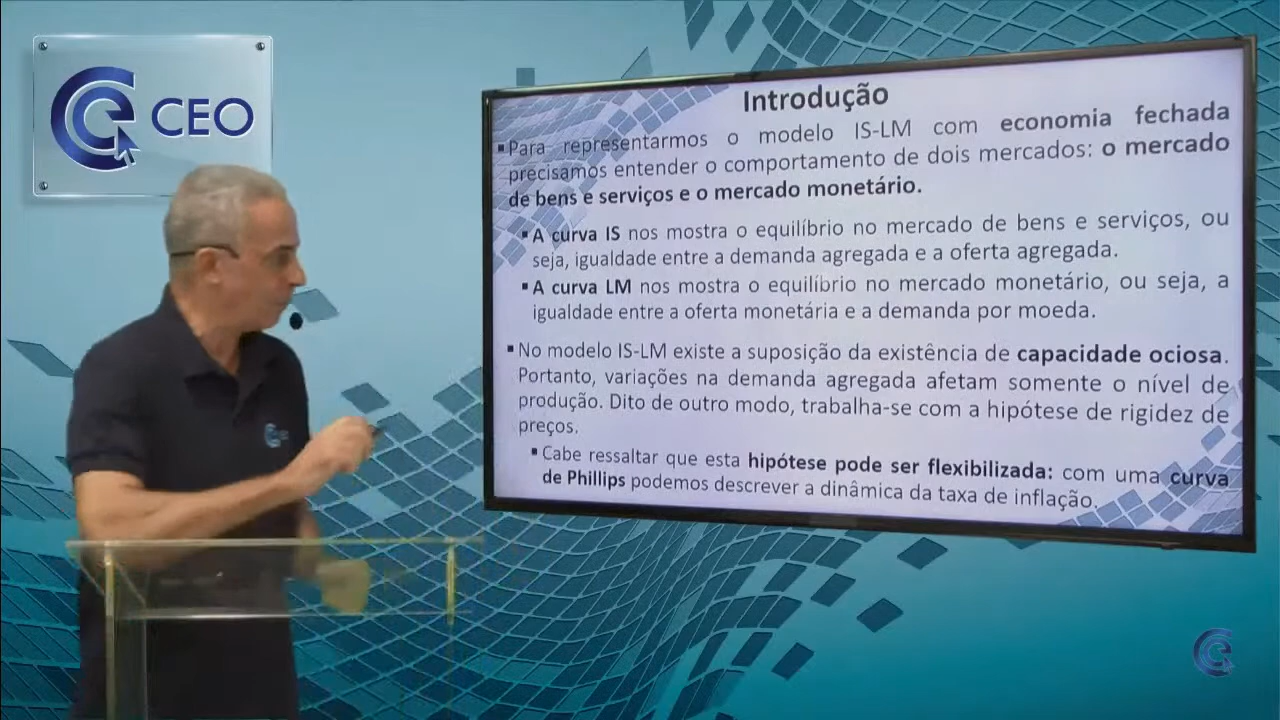 CEO
Introdução
▪Para representarmos o modelo IS-LM com economia fechada
precisamos entender o comportamento de dois mercados: o mercado
de bens e serviços e o mercado monetário.
▪A curva IS nos mostra o equilíbrio no mercado de bens e serviços, ou
seja, igualdade entre a demanda agregada e a oferta agregada.
▪A curva LM nos mostra o equilíbrio no mercado monetário, ou seja, a
igualdade entre a oferta monetária e a demanda por moeda.
▪No modelo IS-LM existe a suposição da existência de capacidade ociosa.
Portanto, variações na demanda agregada afetam somente o nível de
produção. Dito de outro modo, trabalha-se com a hipótese de rigidez de
preços.
▪Cabe ressaltar que esta hipótese pode ser flexibilizada: com uma curva
de Phillips podemos descrever a dinâmica da taxa de inflação.